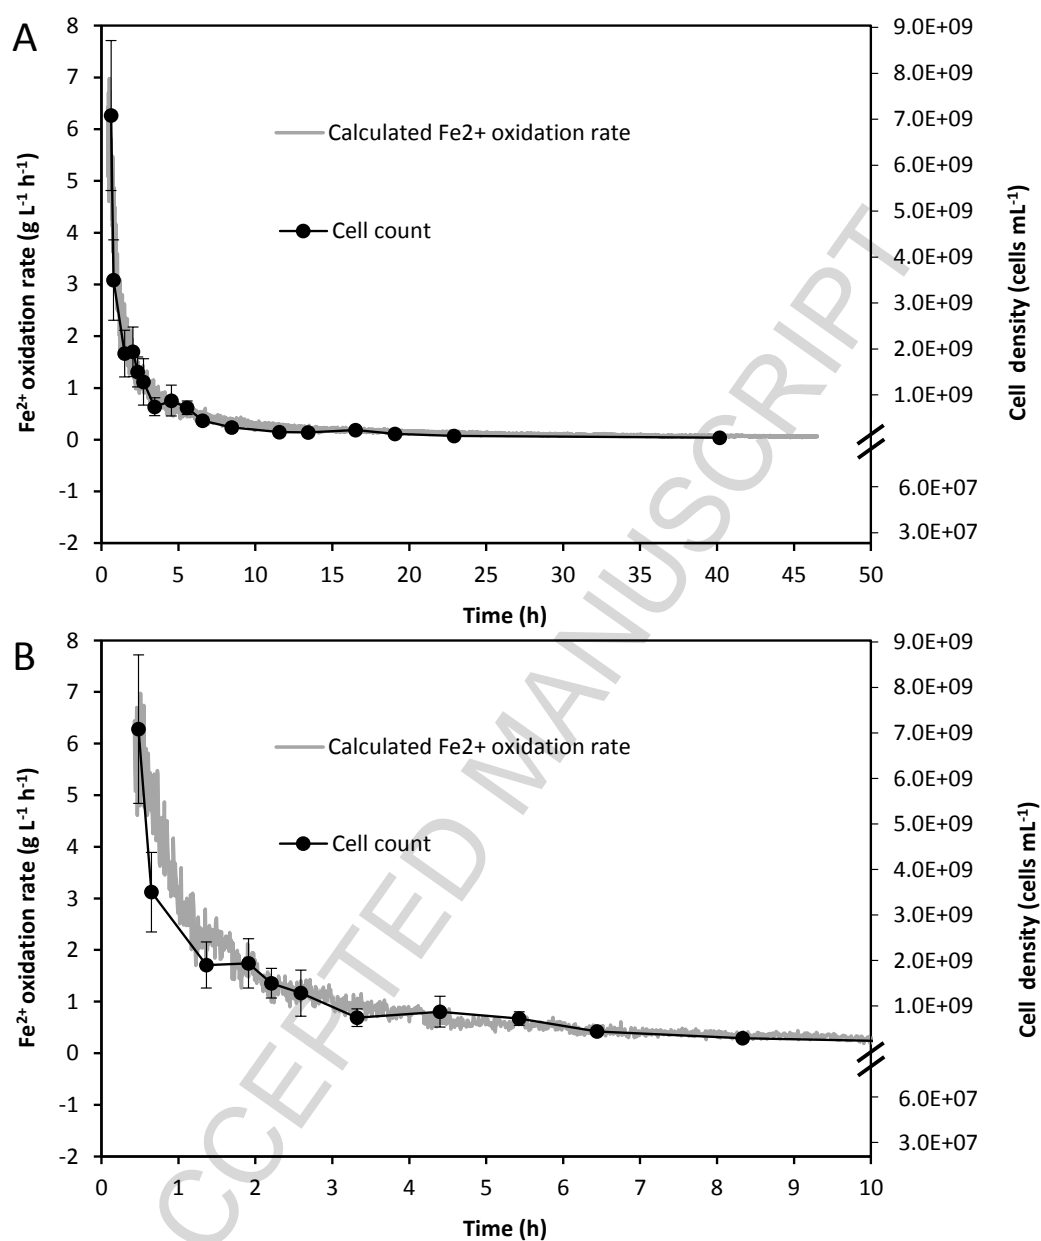 A
8
7
6
5
4
3
2
1
0
-1
-2
Fe²⁺ oxidation rate (g L⁻¹ h⁻¹)
Calculated Fe2+ oxidation rate
Cell count
9.0E+09
8.0E+09
7.0E+09
6.0E+09
5.0E+09
4.0E+09
3.0E+09
2.0E+09
1.0E+09
6.0E+07
3.0E+07
Cell density (cells mL⁻¹)
0 5 10 15 20 25 30 35 40 45 50
Time (h)
B
8
7
6
5
4
3
2
1
0
-1
-2
Fe²⁺ oxidation rate (g L⁻¹ h⁻¹)
Calculated Fe2+ oxidation rate
Cell count
9.0E+09
8.0E+09
7.0E+09
6.0E+09
5.0E+09
4.0E+09
3.0E+09
2.0E+09
1.0E+09
6.0E+07
3.0E+07
Cell density (cells mL⁻¹)
0 1 2 3 4 5 6 7 8 9 10
Time (h)
CCEPTED MANUSCRIPT